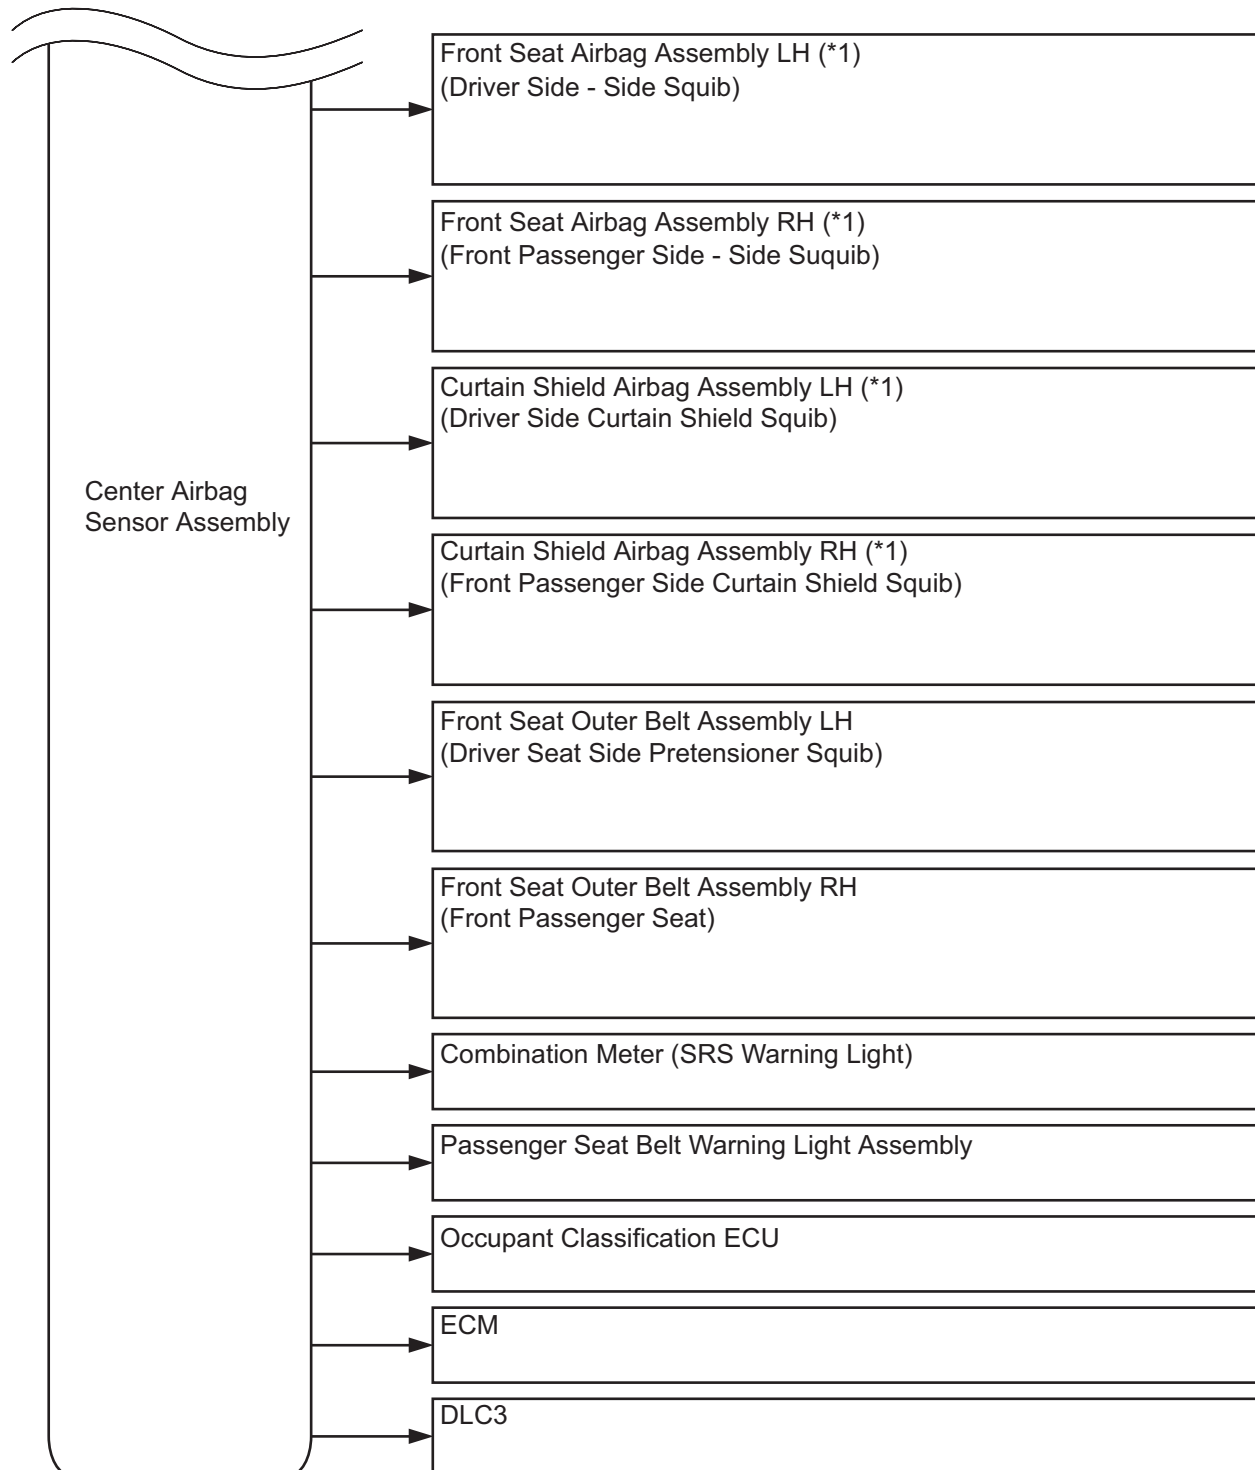 Front Seat Airbag Assembly LH (*1)
(Driver Side - Side Squib)
Front Seat Airbag Assembly RH (*1)
(Front Passenger Side - Side Suquib)
Curtain Shield Airbag Assembly LH (*1)
(Driver Side Curtain Shield Squib)
Center Airbag
Sensor Assembly
Curtain Shield Airbag Assembly RH (*1)
(Front Passenger Side Curtain Shield Squib)
Front Seat Outer Belt Assembly LH
(Driver Seat Side Pretensioner Squib)
Front Seat Outer Belt Assembly RH
(Front Passenger Seat)
Combination Meter (SRS Warning Light)
Passenger Seat Belt Warning Light Assembly
Occupant Classification ECU
ECM
DLC3